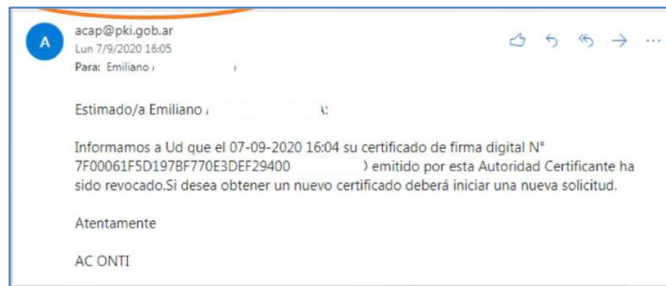 A
acap@pki.gob.ar
Lun 7/9/2020 16:05
Para: Emiliano
Estimado/a Emiliano
Informamos a Ud que el 07-09-2020 16:04 su certificado de firma digital N°
7F00061F5D197BF770E3DEF29400 emitido por esta Autoridad Certificante ha
sido revocado.Si desea obtener un nuevo certificado deberá iniciar una nueva solicitud.
Atentamente
AC ONTI